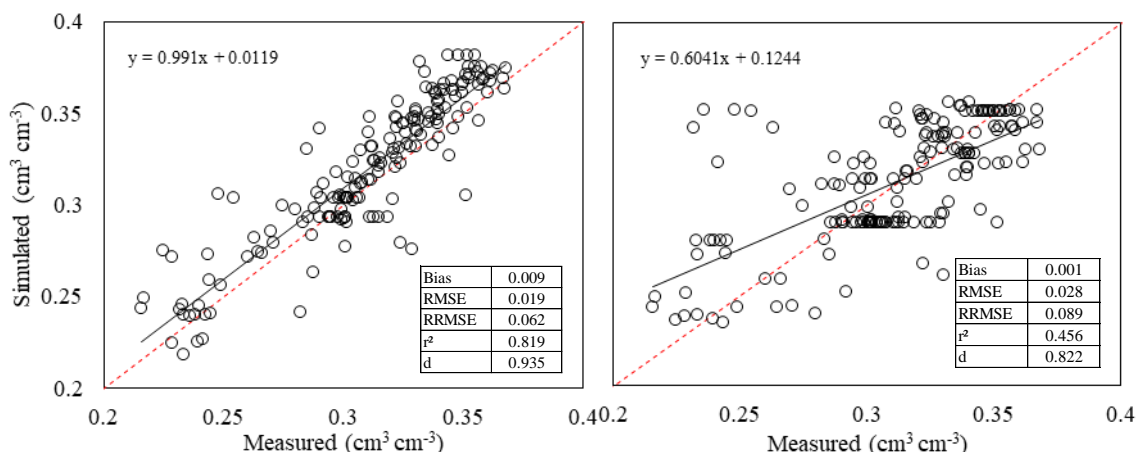 0.4
0.35
0.3
0.25
0.2
Simulated (cm³ cm⁻³)
y = 0.991x + 0.0119
Bias 0.009
RMSE 0.019
RRMSE 0.062
r² 0.819
d 0.935
0.2 0.25 0.3 0.35 0.4
Measured (cm³ cm⁻³)
y = 0.6041x + 0.1244
Bias 0.001
RMSE 0.028
RRMSE 0.089
r² 0.456
d 0.822
0.2 0.25 0.3 0.35 0.4
Measured (cm³ cm⁻³)